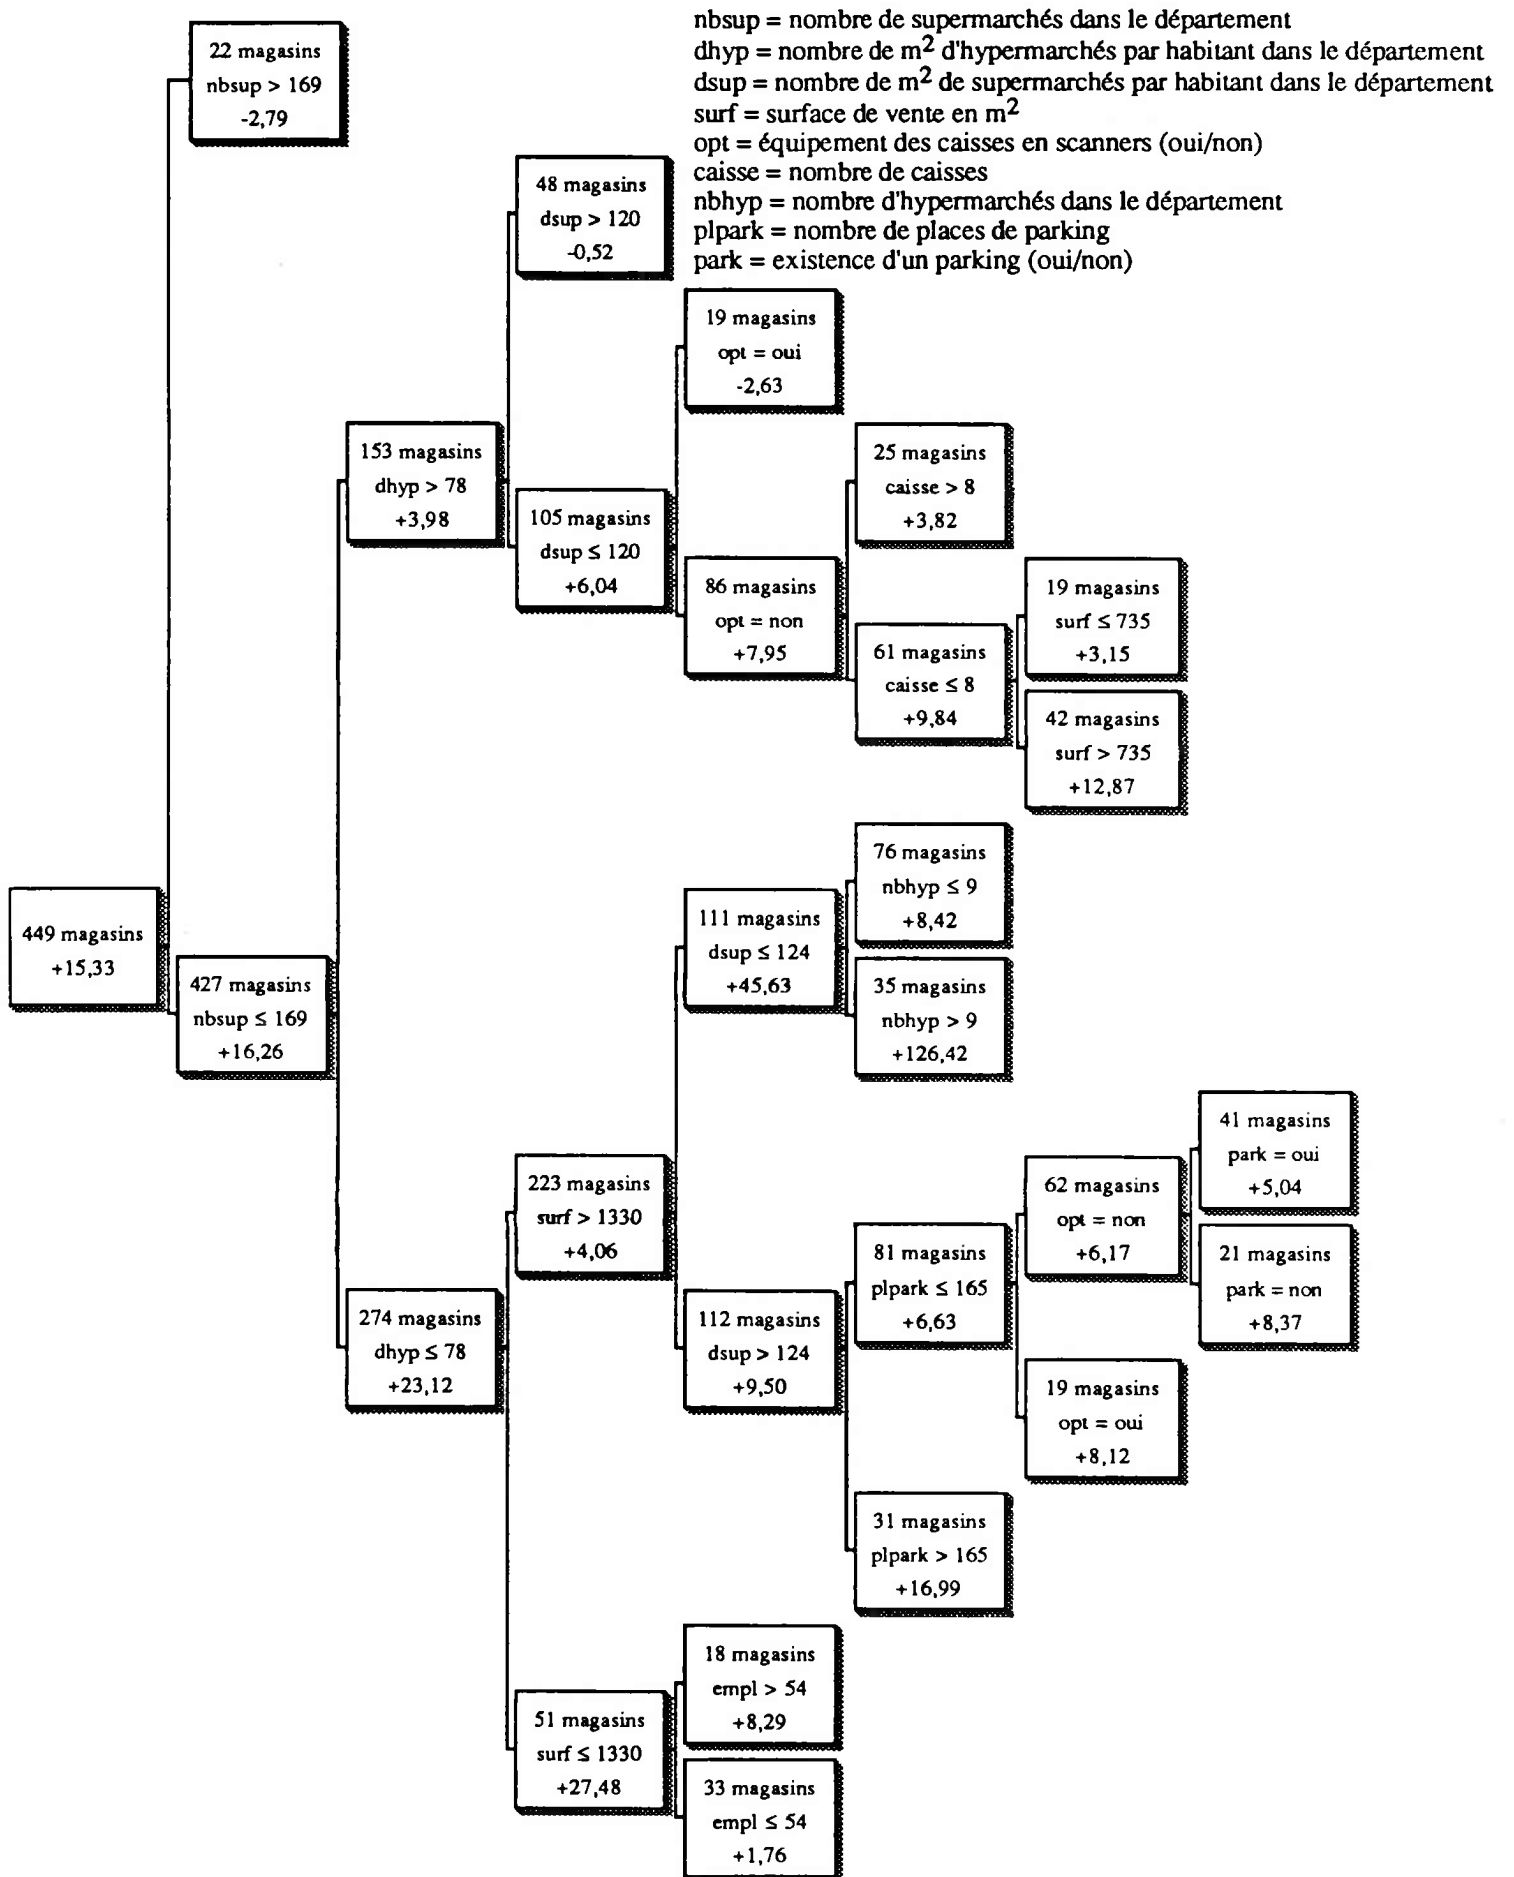 nbsup = nombre de supermarchés dans le département
dhyp = nombre de m² d'hypermarchés par habitant dans le département
dsup = nombre de m² de supermarchés par habitant dans le département
surf = surface de vente en m²
opt = équipement des caisses en scanners (oui/non)
caisse = nombre de caisses
nbhyp = nombre d'hypermarchés dans le département
plpark = nombre de places de parking
park = existence d'un parking (oui/non)
22 magasins
nbsup > 169
-2,79
48 magasins
dsup > 120
-0,52
19 magasins
opt = oui
-2,63
153 magasins
dhyp > 78
+3,98
25 magasins
caisse > 8
+3,82
105 magasins
dsup ≤ 120
+6,04
86 magasins
opt = non
+7,95
19 magasins
surf ≤ 735
+3,15
61 magasins
caisse ≤ 8
+9,84
42 magasins
surf > 735
+12,87
76 magasins
nbhyp ≤ 9
+8,42
449 magasins
+15,33
111 magasins
dsup ≤ 124
+45,63
427 magasins
nbsup ≤ 169
+16,26
35 magasins
nbhyp > 9
+126,42
41 magasins
park = oui
+5,04
223 magasins
surf > 1330
+4,06
62 magasins
opt = non
+6,17
81 magasins
plpark ≤ 165
+6,63
21 magasins
park = non
+8,37
274 magasins
dhyp ≤ 78
+23,12
112 magasins
dsup > 124
+9,50
19 magasins
opt = oui
+8,12
31 magasins
plpark > 165
+16,99
18 magasins
empl > 54
+8,29
51 magasins
surf ≤ 1330
+27,48
33 magasins
empl ≤ 54
+1,76